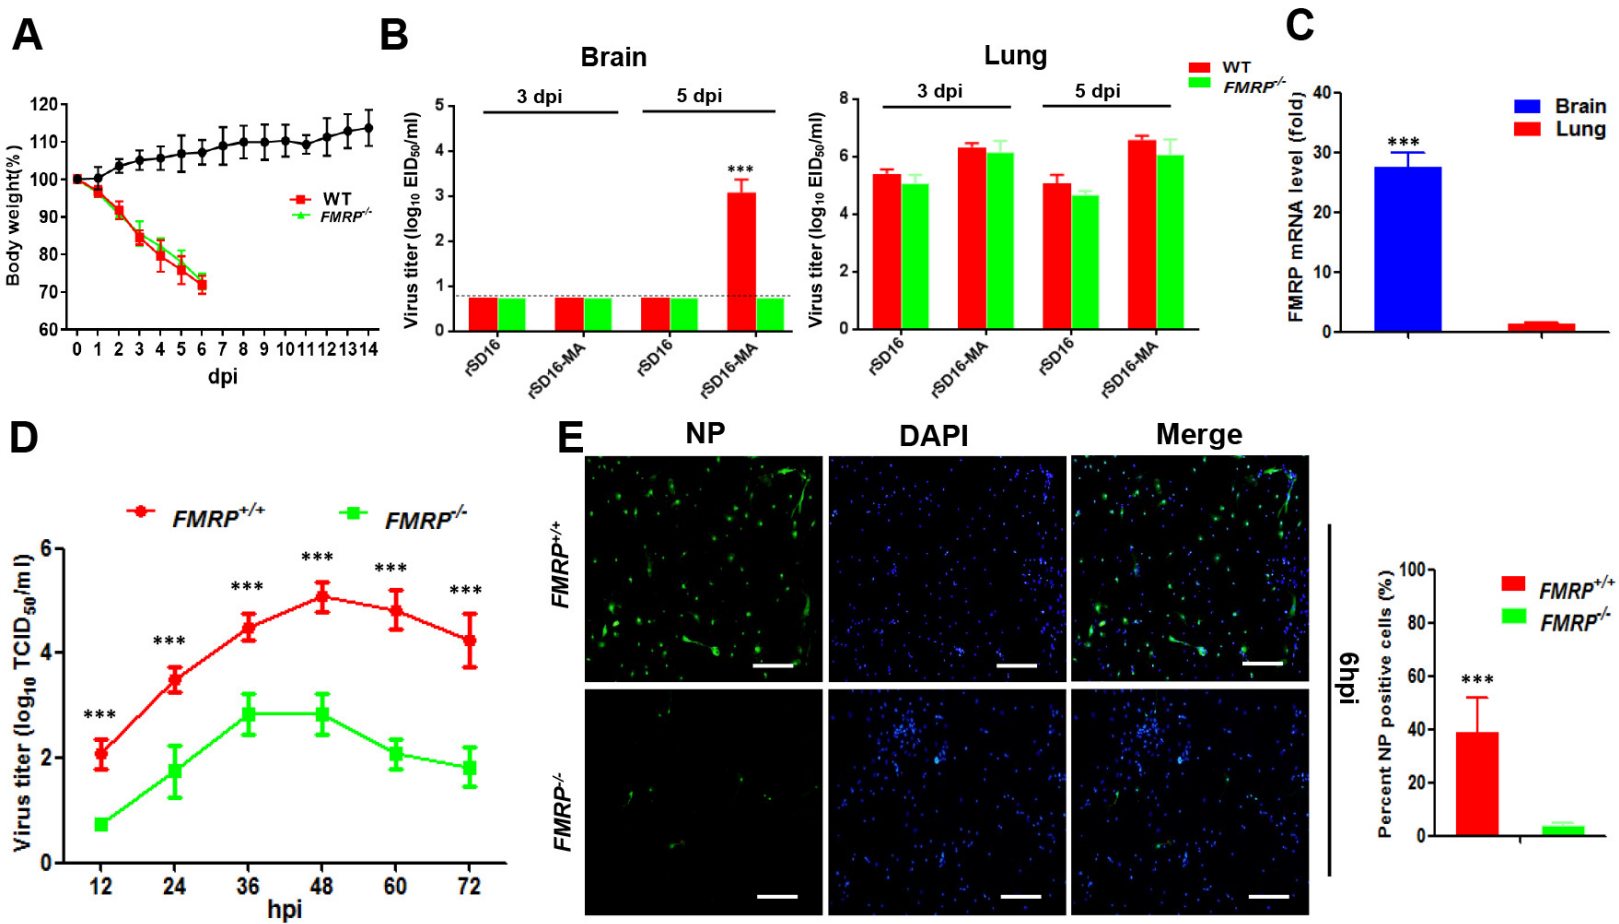 A
Body weight(%)
120
110
100
90
80
70
60
WT
FMRP-/-
0 1 2 3 4 5 6 7 8 9 10 11 12 13 14
dpi
B
Brain
3 dpi
5 dpi
Virus titer (log10 EID50/ml)
5
4
3
2
1
0
***
rSD16
rSD16-MA
rSD16
rSD16-MA
Lung
WT
FMRP-/-
3 dpi
5 dpi
Virus titer (log10 EID50/ml)
8
6
4
2
0
rSD16
rSD16-MA
rSD16
rSD16-MA
C
FMRP mRNA level (fold)
40
30
20
10
0
***
Brain
Lung
D
FMRP+/+
FMRP-/-
Virus titer (log10 TCID50/ml)
6
4
2
0
***
***
***
***
***
***
12 24 36 48 60 72
hpi
E
NP
DAPI
Merge
FMRP+/+
FMRP-/-
6hpi
Percent NP positive cells (%)
100
80
60
40
20
0
***
FMRP+/+
FMRP-/-